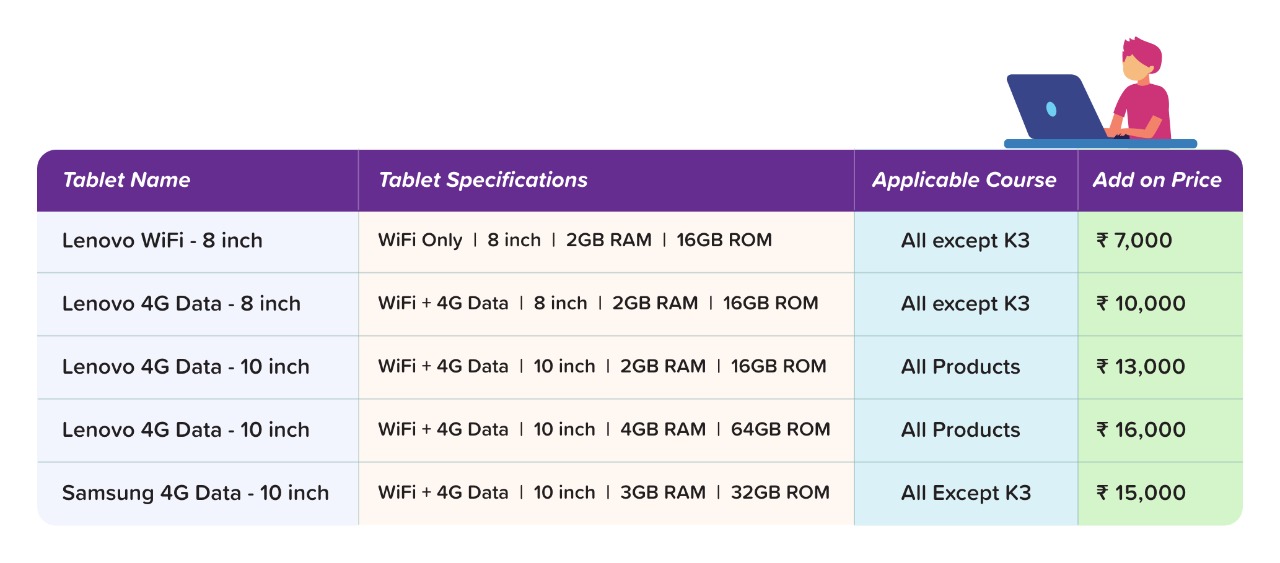 Tablet Name | Tablet Specifications | Applicable Course | Add on Price
Lenovo WiFi - 8 inch | WiFi Only | 8 inch | 2GB RAM | 16GB ROM | All except K3 | ₹ 7,000
Lenovo 4G Data - 8 inch | WiFi + 4G Data | 8 inch | 2GB RAM | 16GB ROM | All except K3 | ₹ 10,000
Lenovo 4G Data - 10 inch | WiFi + 4G Data | 10 inch | 2GB RAM | 16GB ROM | All Products | ₹ 13,000
Lenovo 4G Data - 10 inch | WiFi + 4G Data | 10 inch | 4GB RAM | 64GB ROM | All Products | ₹ 16,000
Samsung 4G Data - 10 inch | WiFi + 4G Data | 10 inch | 3GB RAM | 32GB ROM | All Except K3 | ₹ 15,000